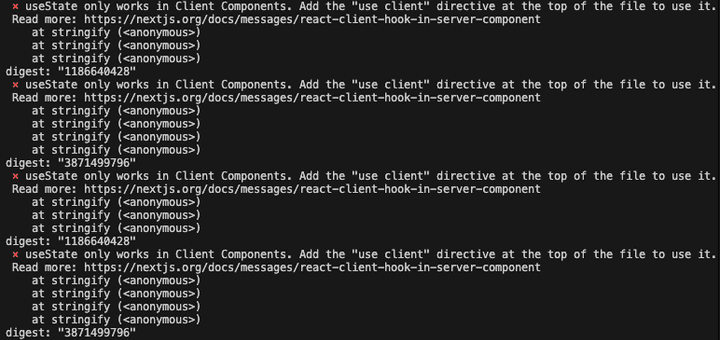 × useState only works in Client Components. Add the "use client" directive at the top of the file to use it.
Read more: https://nextjs.org/docs/messages/react-client-hook-in-server-component
at stringify (<anonymous>)
at stringify (<anonymous>)
at stringify (<anonymous>)
digest: "1186640428"
× useState only works in Client Components. Add the "use client" directive at the top of the file to use it.
Read more: https://nextjs.org/docs/messages/react-client-hook-in-server-component
at stringify (<anonymous>)
at stringify (<anonymous>)
at stringify (<anonymous>)
at stringify (<anonymous>)
digest: "3871499796"
× useState only works in Client Components. Add the "use client" directive at the top of the file to use it.
Read more: https://nextjs.org/docs/messages/react-client-hook-in-server-component
at stringify (<anonymous>)
at stringify (<anonymous>)
at stringify (<anonymous>)
digest: "1186640428"
× useState only works in Client Components. Add the "use client" directive at the top of the file to use it.
Read more: https://nextjs.org/docs/messages/react-client-hook-in-server-component
at stringify (<anonymous>)
at stringify (<anonymous>)
at stringify (<anonymous>)
at stringify (<anonymous>)
digest: "3871499796"